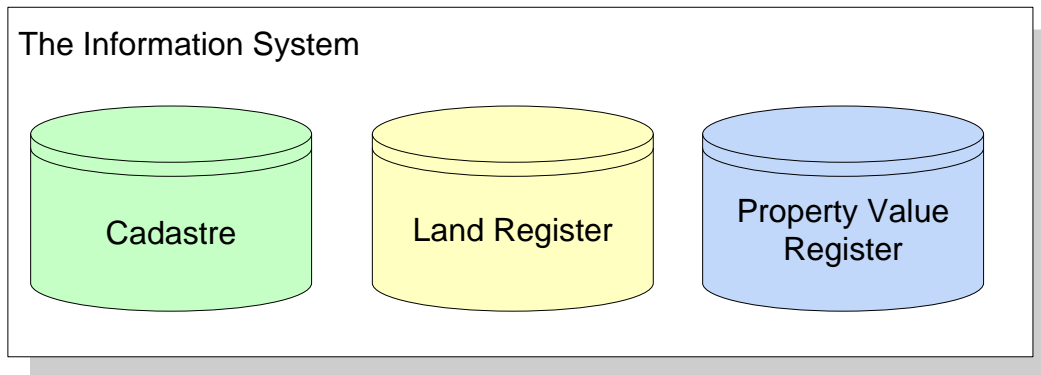 The Information System
Cadastre
Land Register
Property Value
Register